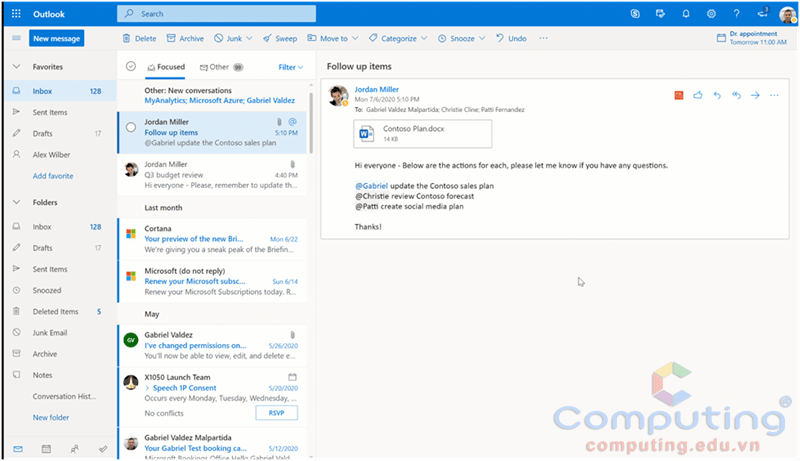 Outlook
Search
New message
Delete
Archive
Junk
Sweep
Move to
Categorize
Snooze
Undo
Dr. appointment
Tomorrow 11:00 AM
Favorites
Inbox 128
Sent Items
Drafts 17
Alex Wilber
Add favorite
Folders
Inbox 128
Drafts 17
Sent Items
Snoozed
Deleted Items 5
Junk Email
Archive
Notes
Conversation Hist...
New folder
Focused
Other
Filter
Other: New conversations
MyAnalytics; Microsoft Azure; Gabriel Valdez
Jordan Miller
Follow up items 5:10 PM
@Gabriel update the Contoso sales plan
Jordan Miller
Q3 budget review 4:40 PM
Hi everyone - Please, remember to update th...
Last month
Cortana
Your preview of the new Bri... Mon 6/22
We're giving you a sneak peak of the Briefin...
Microsoft (do not reply)
Renew your Microsoft subsc... Sun 6/14
Renew your Microsoft Subscriptions today. R...
May
GV
Gabriel Valdez
I've changed permissions on... 5/26/2020
You'll now be able to view, edit, and delete e...
X1050 Launch Team
Speech 1P Consent 5/20/2020
Occurs every Monday, Tuesday, Wednesday, ...
No conflicts RSVP
Gabriel Valdez Malpartida
Your Gabriel Test booking ca... 5/12/2020
Microsoft Bookings Office Hello Gabriel Vald
Follow up items
Jordan Miller
Mon 7/6/2020 5:10 PM
To: Gabriel Valdez Malpartida; Christie Cline; Patti Fernandez
Contoso Plan.docx
14 KB
Hi everyone - Below are the actions for each, please let me know if you have any questions.
@Gabriel update the Contoso sales plan
@Christie review Contoso forecast
@Patti create social media plan
Thanks!
Computing®
computing.edu.vn